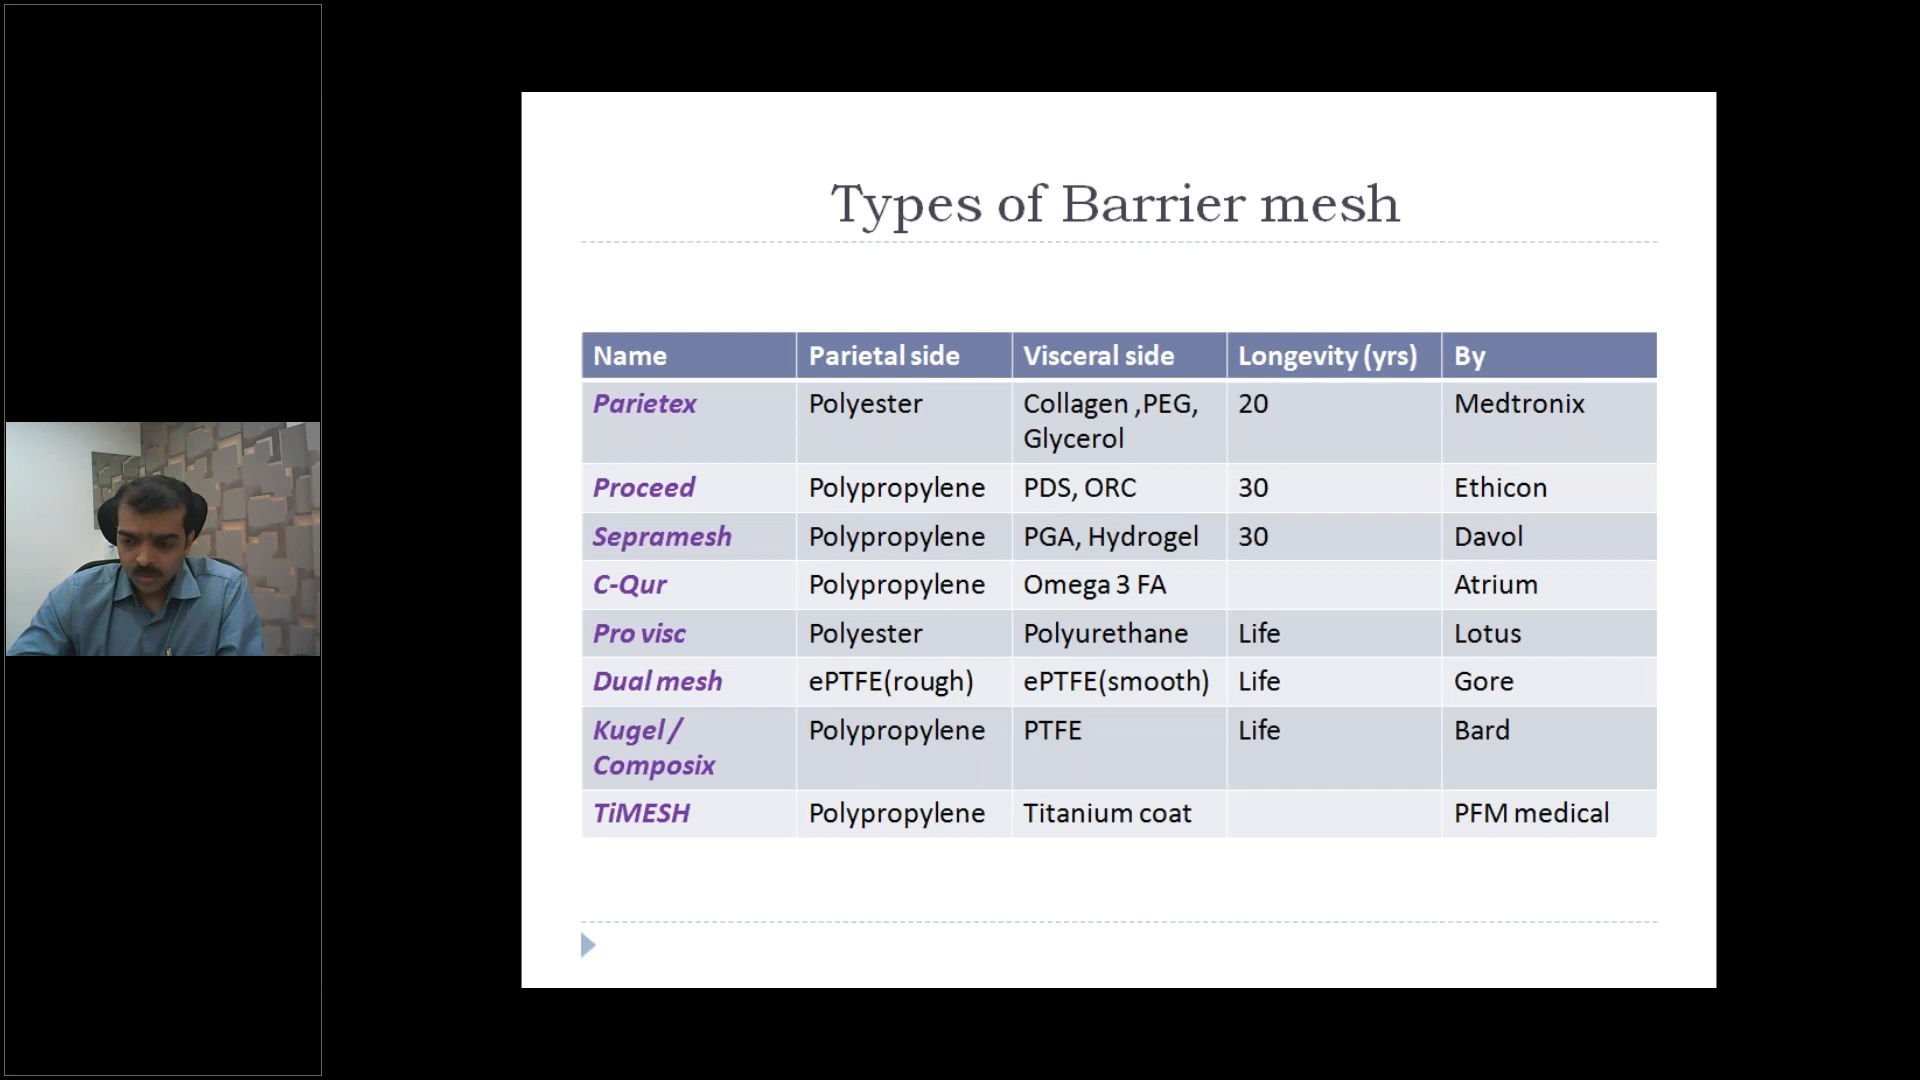 Types of Barrier mesh
Name Parietal side Visceral side Longevity (yrs) By
Parietex Polyester Collagen ,PEG, 20 Medtronix
Glycerol
Proceed Polypropylene PDS, ORC 30 Ethicon
Sepramesh Polypropylene PGA, Hydrogel 30 Davol
C-Qur Polypropylene Omega 3 FA Atrium
Pro visc Polyester Polyurethane Life Lotus
Dual mesh ePTFE(rough) ePTFE(smooth) Life Gore
Kugel / Polypropylene PTFE Life Bard
Composix
TiMESH Polypropylene Titanium coat PFM medical